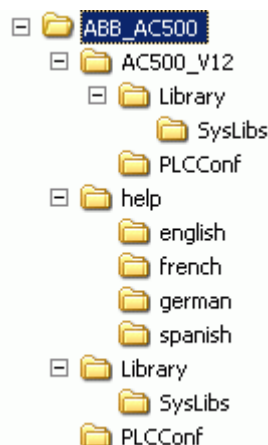 ABB_AC500
AC500_V12
Library
SysLibs
PLCConf
help
english
french
german
spanish
Library
SysLibs
PLCConf